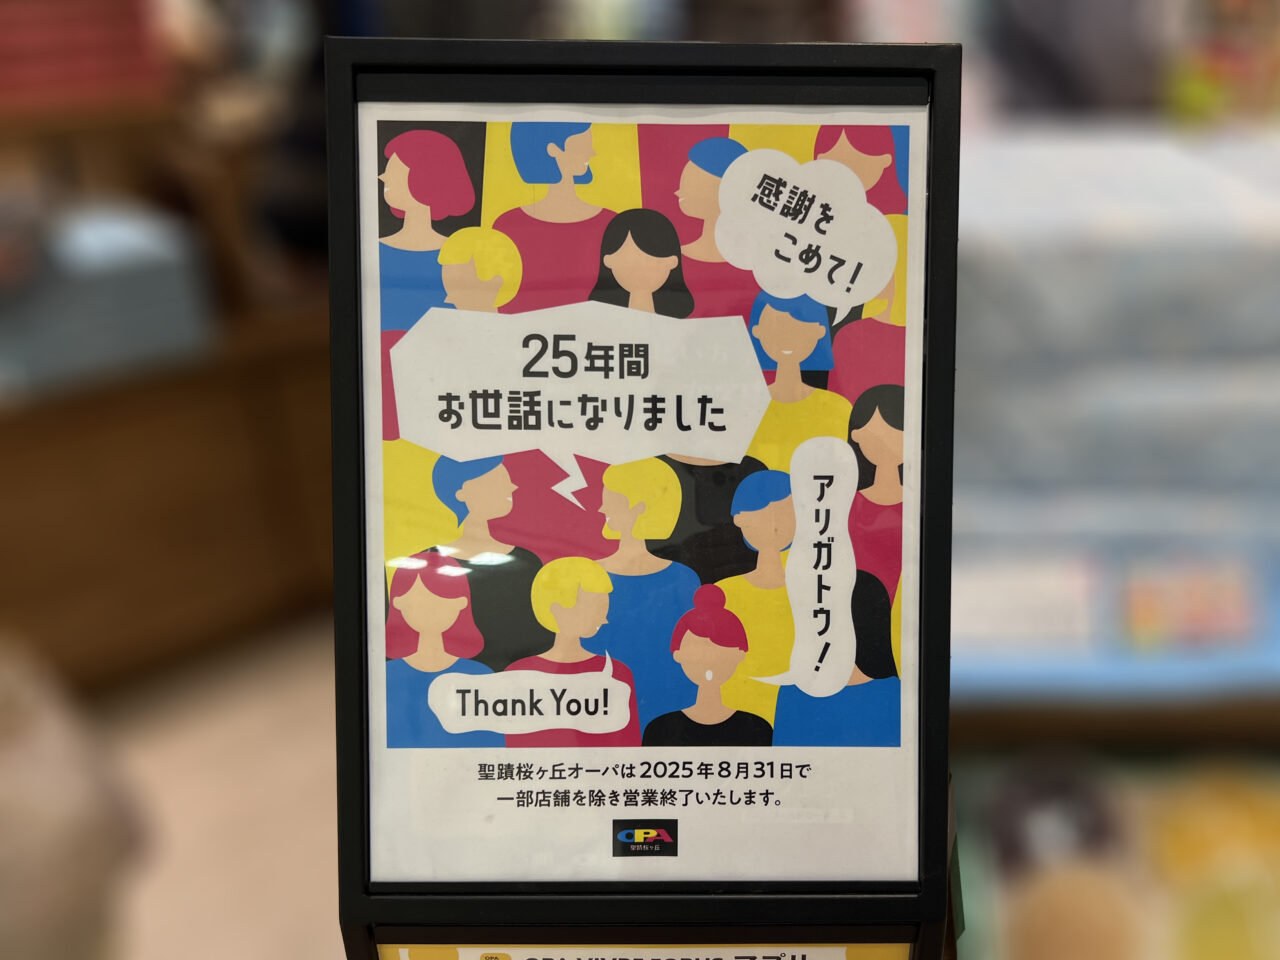 感謝を
こめて!
25年間
お世話になりました
アリガトウ!
Thank You!
聖蹟桜ヶ丘オーパは2025年8月31日で
一部店舗を除き営業終了いたします。
OPA
聖蹟桜ヶ丘